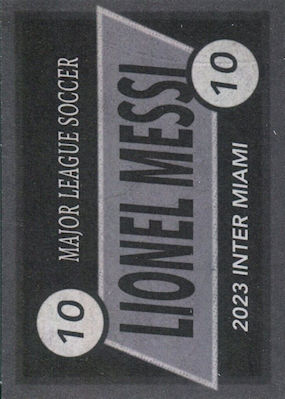 10
MAJOR LEAGUE SOCCER
LIONEL MESSI
2023 INTER MIAMI
10